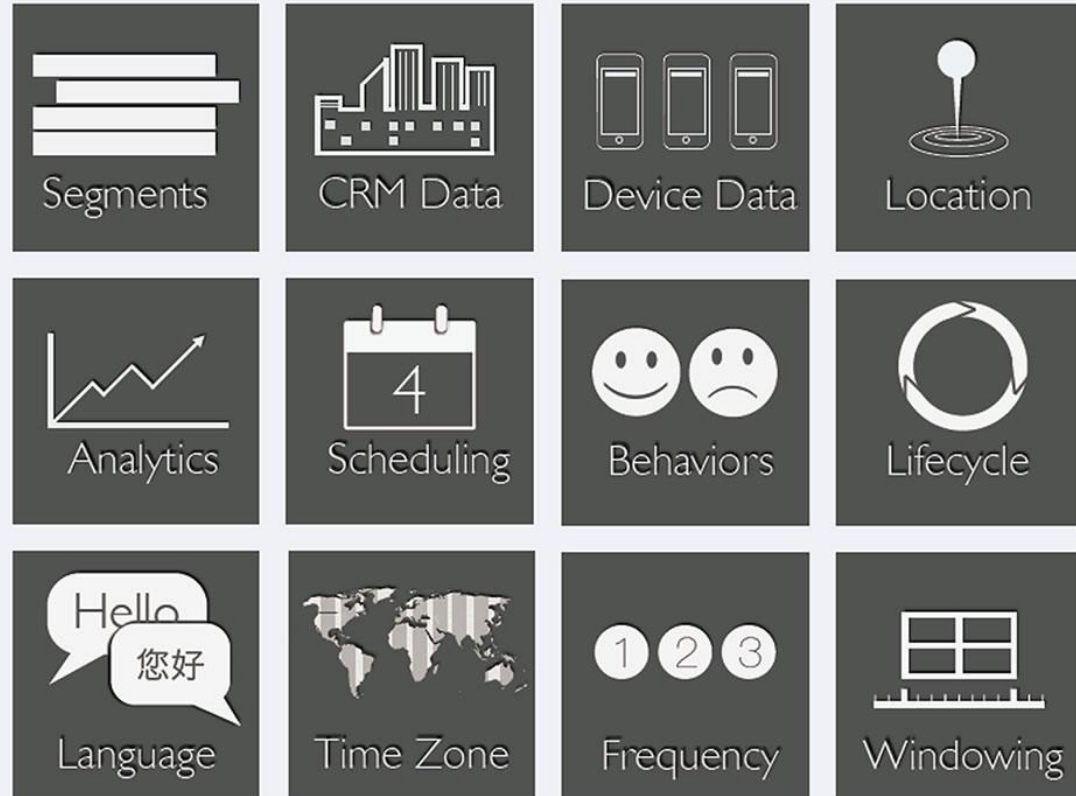 Segments
CRM Data
Device Data
Location
Analytics
4
Scheduling
Behaviors
Lifecycle
Hello
您好
Language
Time Zone
1 2 3
Frequency
Windowing